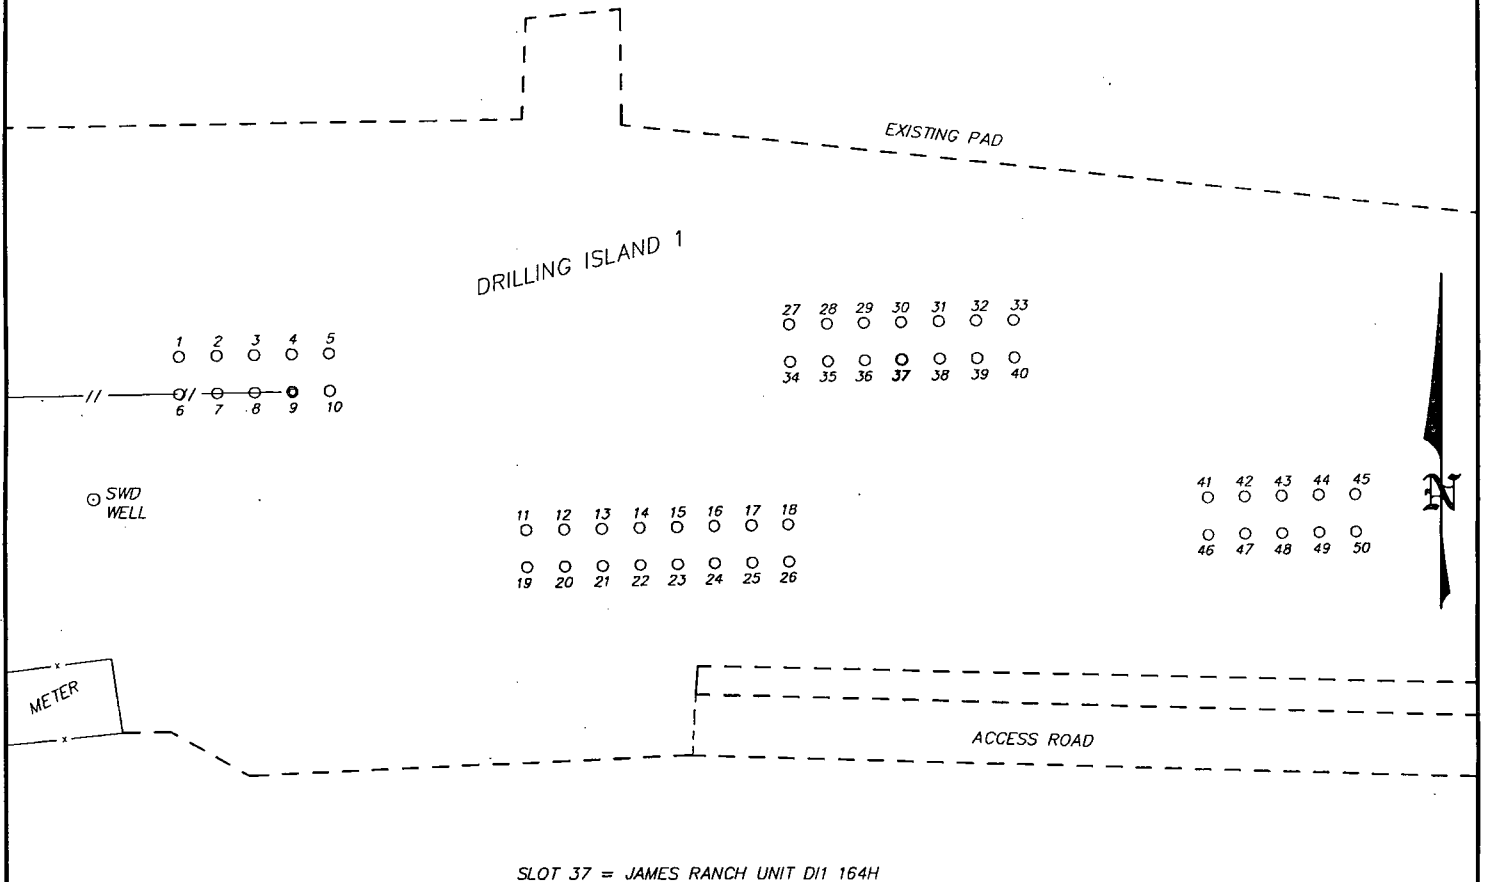 EXISTING PAD
DRILLING ISLAND 1
27 28 29 30 31 32 33
1 2 3 4 5
34 35 36 37 38 39 40
6 7 8 9 10
41 42 43 44 45
SWD
WELL
N
11 12 13 14 15 16 17 18
46 47 48 49 50
19 20 21 22 23 24 25 26
METER
ACCESS ROAD
SLOT 37 = JAMES RANCH UNIT DI1 164H